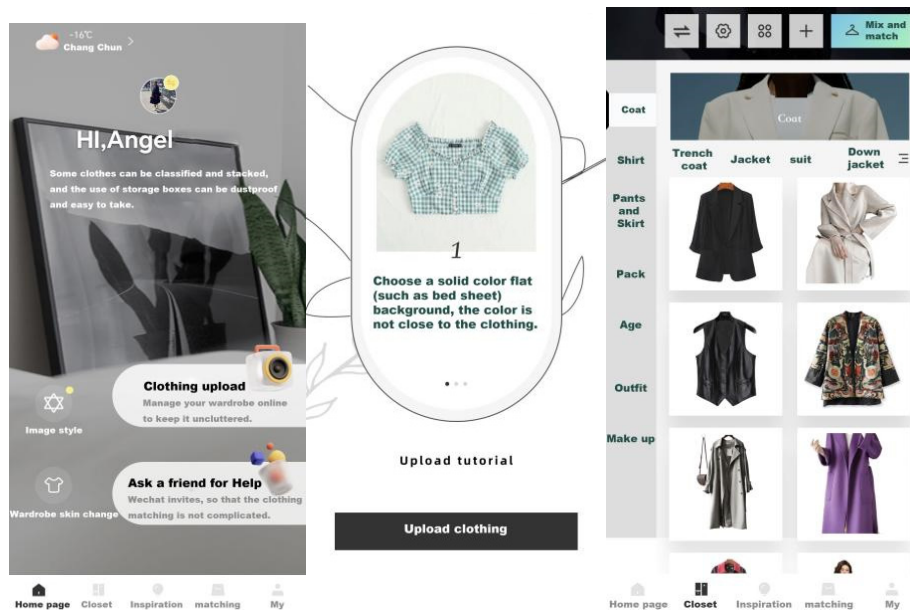 -16℃
Chang Chun
HI,Angel
Some clothes can be classified and stacked,
and the use of storage boxes can be dustproof
and easy to take.
Clothing upload
Manage your wardrobe online
to keep it uncluttered.
Image style
Ask a friend for Help
Wechat invites, so that the clothing
matching is not complicated.
Wardrobe skin change
Home page Closet Inspiration matching My
1
Choose a solid color flat
(such as bed sheet)
background, the color is
not close to the clothing.
Upload tutorial
Upload clothing
Mix and
match
Coat
Shirt
Pants
and
Skirt
Pack
Age
Outfit
Make up
Coat
Trench
coat
Jacket
suit
Down
jacket
Home page Closet Inspiration matching My